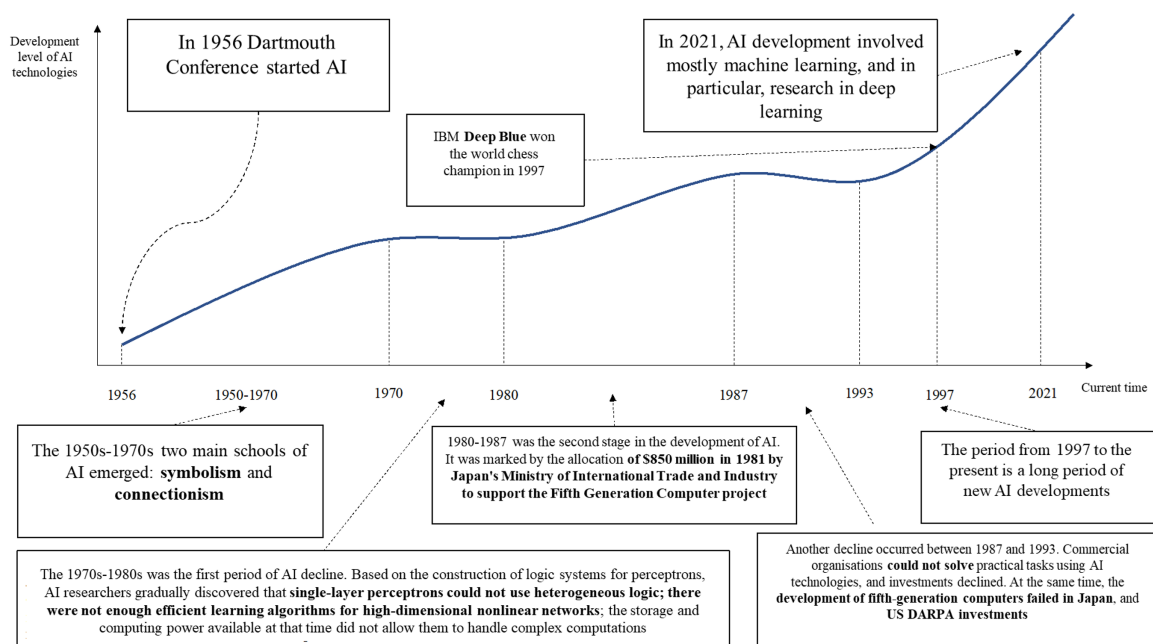 Development
level of AI
technologies
In 1956 Dartmouth
Conference started AI
IBM Deep Blue won
the world chess
champion in 1997
In 2021, AI development involved
mostly machine learning, and in
particular, research in deep
learning
1956
1950-1970
1970
1980
1987
1993
1997
2021
Current time
The 1950s-1970s two main schools of
AI emerged: symbolism and
connectionism
1980-1987 was the second stage in the development of AI.
It was marked by the allocation of $850 million in 1981 by
Japan's Ministry of International Trade and Industry
to support the Fifth Generation Computer project
The period from 1997 to the
present is a long period of
new AI developments
The 1970s-1980s was the first period of AI decline. Based on the construction of logic systems for perceptrons,
AI researchers gradually discovered that single-layer perceptrons could not use heterogeneous logic; there
were not enough efficient learning algorithms for high-dimensional nonlinear networks; the storage and
computing power available at that time did not allow them to handle complex computations
Another decline occurred between 1987 and 1993. Commercial
organisations could not solve practical tasks using AI
technologies, and investments declined. At the same time, the
development of fifth-generation computers failed in Japan, and
US DARPA investments